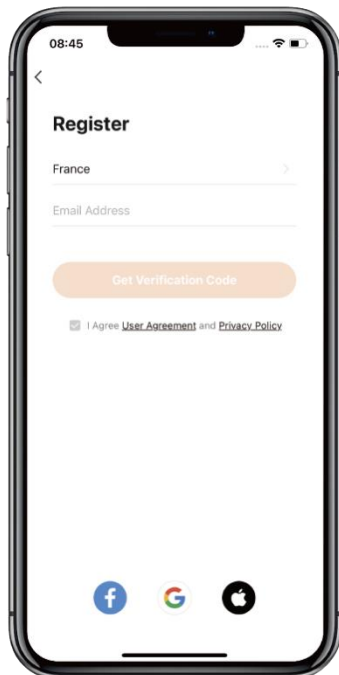 08:45
Register
France
Email Address
Get Verification Code
I Agree User Agreement and Privacy Policy